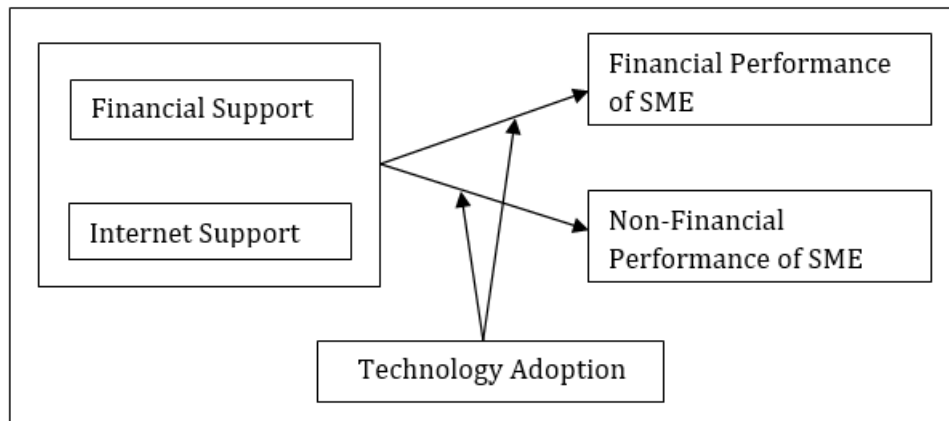 Financial Support
Internet Support
Financial Performance
of SME
Non-Financial
Performance of SME
Technology Adoption